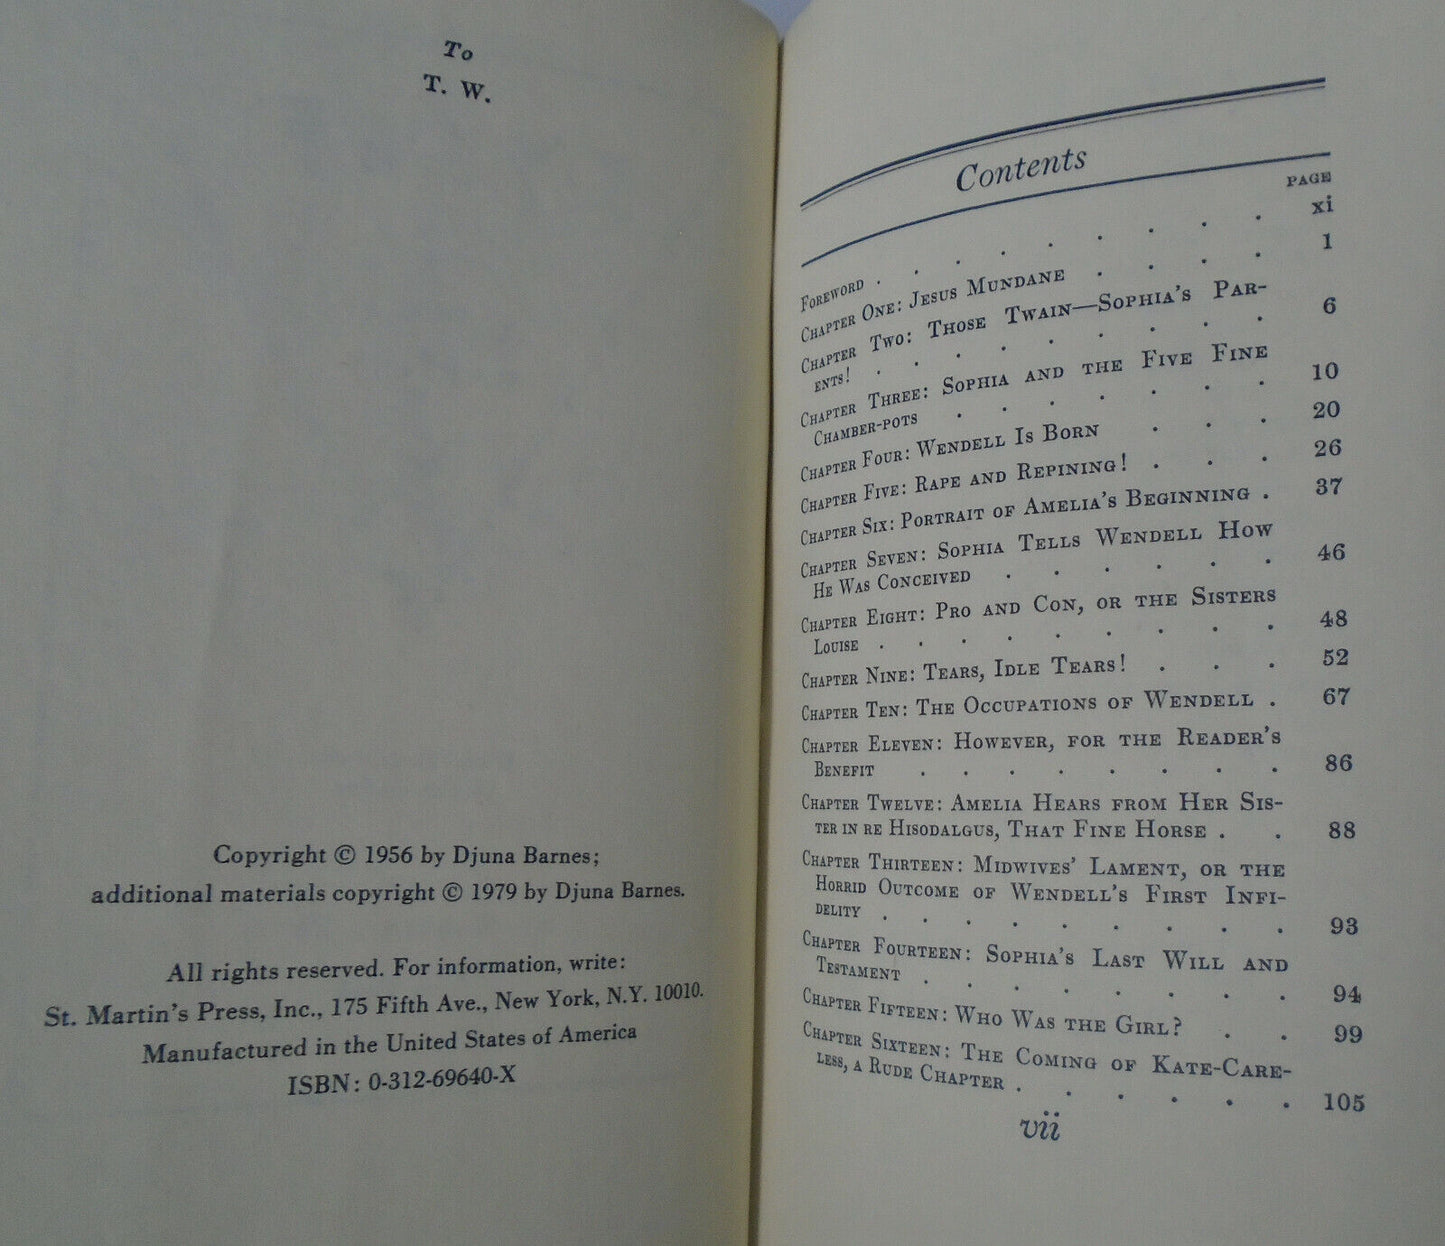 To
T. W.
Copyright © 1956 by Djuna Barnes;
additional materials copyright © 1979 by Djuna Barnes.
All rights reserved. For information, write:
St. Martin's Press, Inc., 175 Fifth Ave., New York, N.Y. 10010.
Manufactured in the United States of America
ISBN: 0-312-69640-X
Contents
PAGE
Foreword . . . . . . . . . xi
Chapter One: Jesus Mundane . . . . 1
Chapter Two: Those Twain—Sophia's Par-
ents! . . . . . . . . . 6
Chapter Three: Sophia and the Five Fine
Chamber-pots . . . . . . . 10
Chapter Four: Wendell Is Born . . . 20
Chapter Five: Rape and Repining! . . . 26
Chapter Six: Portrait of Amelia's Beginning . 37
Chapter Seven: Sophia Tells Wendell How
He Was Conceived . . . . . . 46
Chapter Eight: Pro and Con, or the Sisters
Louise . . . . . . . . . 48
Chapter Nine: Tears, Idle Tears! . . . 52
Chapter Ten: The Occupations of Wendell . 67
Chapter Eleven: However, for the Reader's
Benefit . . . . . . . . 86
Chapter Twelve: Amelia Hears from Her Sis-
ter in re Hisodalgus, That Fine Horse . . 88
Chapter Thirteen: Midwives' Lament, or the
Horrid Outcome of Wendell's First Infi-
delity . . . . . . . . . 93
Chapter Fourteen: Sophia's Last Will and
Testament . . . . . . . . 94
Chapter Fifteen: Who Was the Girl? . . 99
Chapter Sixteen: The Coming of Kate-Care-
less, a Rude Chapter . . . . . . 105
vii